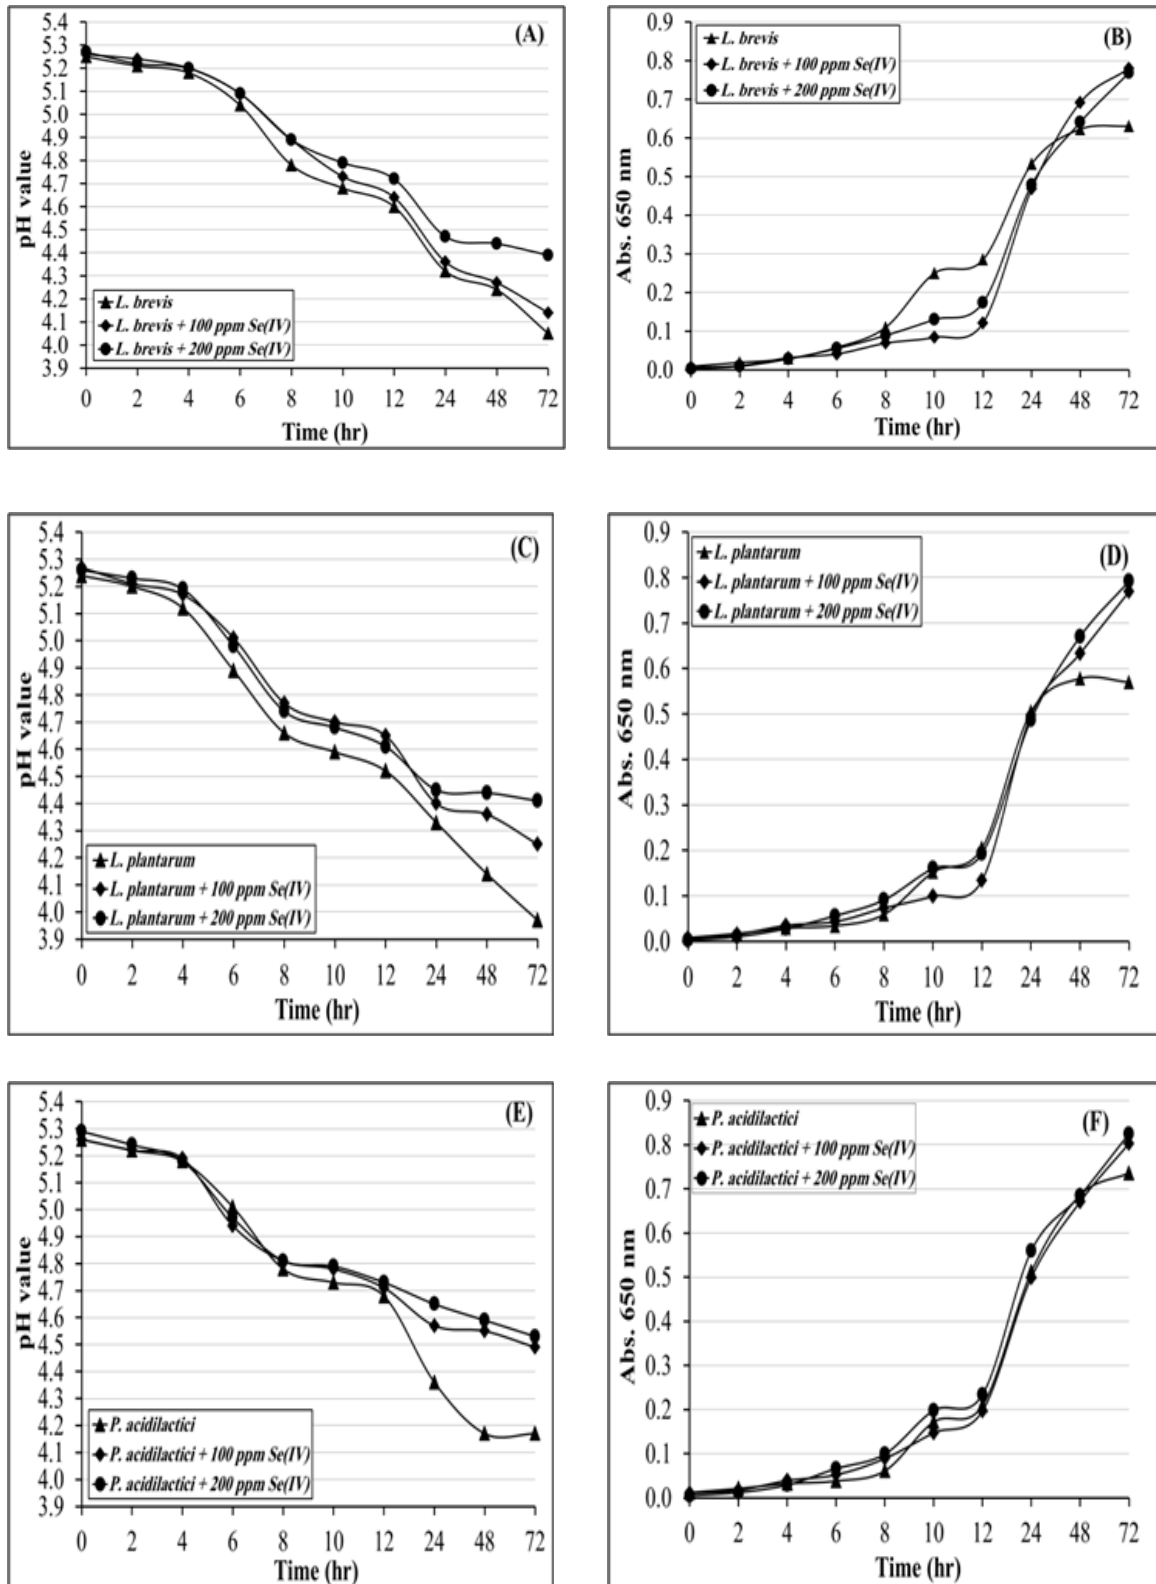 (A)
5.4
5.3
5.2
5.1
5.0
4.9
4.8
4.7
4.6
4.5
4.4
4.3
4.2
4.1
4.0
3.9
pH value
L. brevis
L. brevis + 100 ppm Se(IV)
L. brevis + 200 ppm Se(IV)
0 2 4 6 8 10 12 24 48 72
Time (hr)
(B)
0.9
0.8
0.7
0.6
0.5
0.4
0.3
0.2
0.1
0.0
Abs. 650 nm
L. brevis
L. brevis + 100 ppm Se(IV)
L. brevis + 200 ppm Se(IV)
0 2 4 6 8 10 12 24 48 72
Time (hr)
(C)
5.4
5.3
5.2
5.1
5.0
4.9
4.8
4.7
4.6
4.5
4.4
4.3
4.2
4.1
4.0
3.9
pH value
L. plantarum
L. plantarum + 100 ppm Se(IV)
L. plantarum + 200 ppm Se(IV)
0 2 4 6 8 10 12 24 48 72
Time (hr)
(D)
0.9
0.8
0.7
0.6
0.5
0.4
0.3
0.2
0.1
0.0
Abs. 650 nm
L. plantarum
L. plantarum + 100 ppm Se(IV)
L. plantarum + 200 ppm Se(IV)
0 2 4 6 8 10 12 24 48 72
Time (hr)
(E)
5.4
5.3
5.2
5.1
5.0
4.9
4.8
4.7
4.6
4.5
4.4
4.3
4.2
4.1
4.0
3.9
pH value
P. acidilactici
P. acidilactici + 100 ppm Se(IV)
P. acidilactici + 200 ppm Se(IV)
0 2 4 6 8 10 12 24 48 72
Time (hr)
(F)
0.9
0.8
0.7
0.6
0.5
0.4
0.3
0.2
0.1
0.0
Abs. 650 nm
P. acidilactici
P. acidilactici + 100 ppm Se(IV)
P. acidilactici + 200 ppm Se(IV)
0 2 4 6 8 10 12 24 48 72
Time (hr)